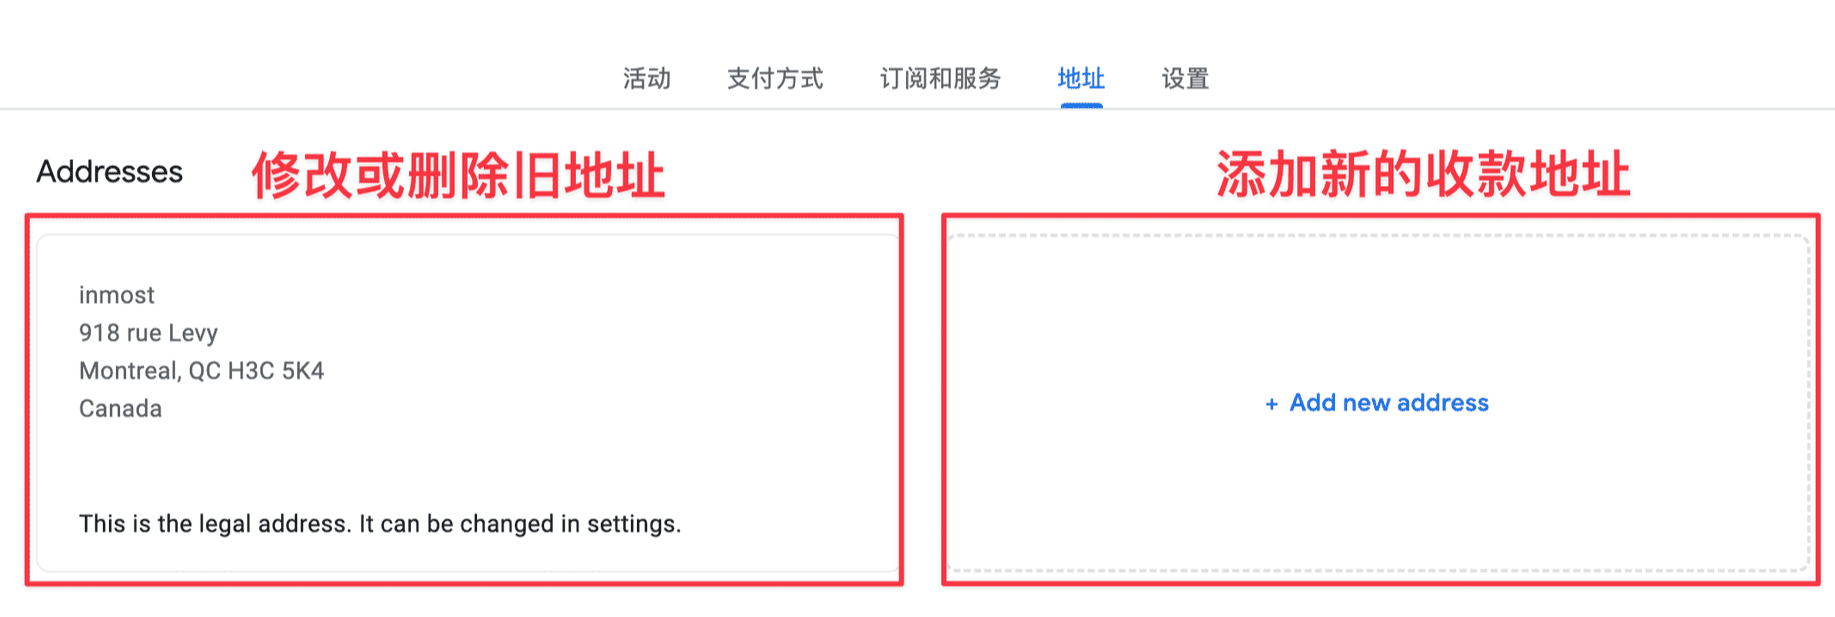 活动 支付方式 订阅和服务 地址 设置
Addresses
修改或删除旧地址
添加新的收款地址
inmost
918 rue Levy
Montreal, QC H3C 5K4
Canada
This is the legal address. It can be changed in settings.
+ Add new address